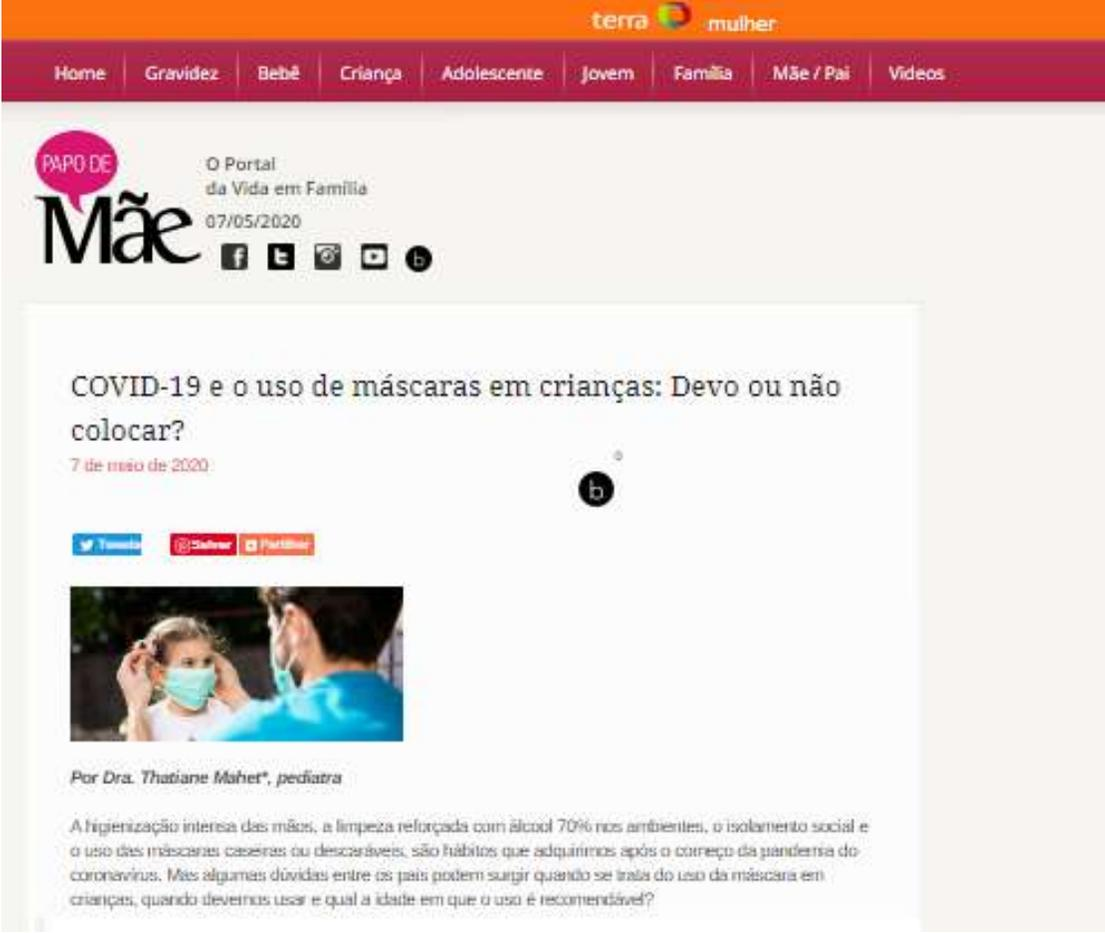 terra mulher
Home Gravidez Bebê Criança Adolescente Jovem Família Mãe / Pai Videos
PAPO DE
Mãe
O Portal
da Vida em Família
07/05/2020
COVID-19 e o uso de máscaras em crianças: Devo ou não
colocar?
7 de maio de 2020
0
b
Salvar Partilhar
Por Dra. Thatiane Mahet*, pediatra
A higienização intensa das mãos, a limpeza reforçada com álcool 70% nos ambientes, o isolamento social e
o uso das máscaras caseiras ou descaráveis, são hábitos que adquirimos após o começo da pandemia do
coronavírus. Mas algumas dúvidas entre os pais podem surgir quando se trata do uso da máscara em
crianças, quando devemos usar e qual a idade em que o uso é recomendável?